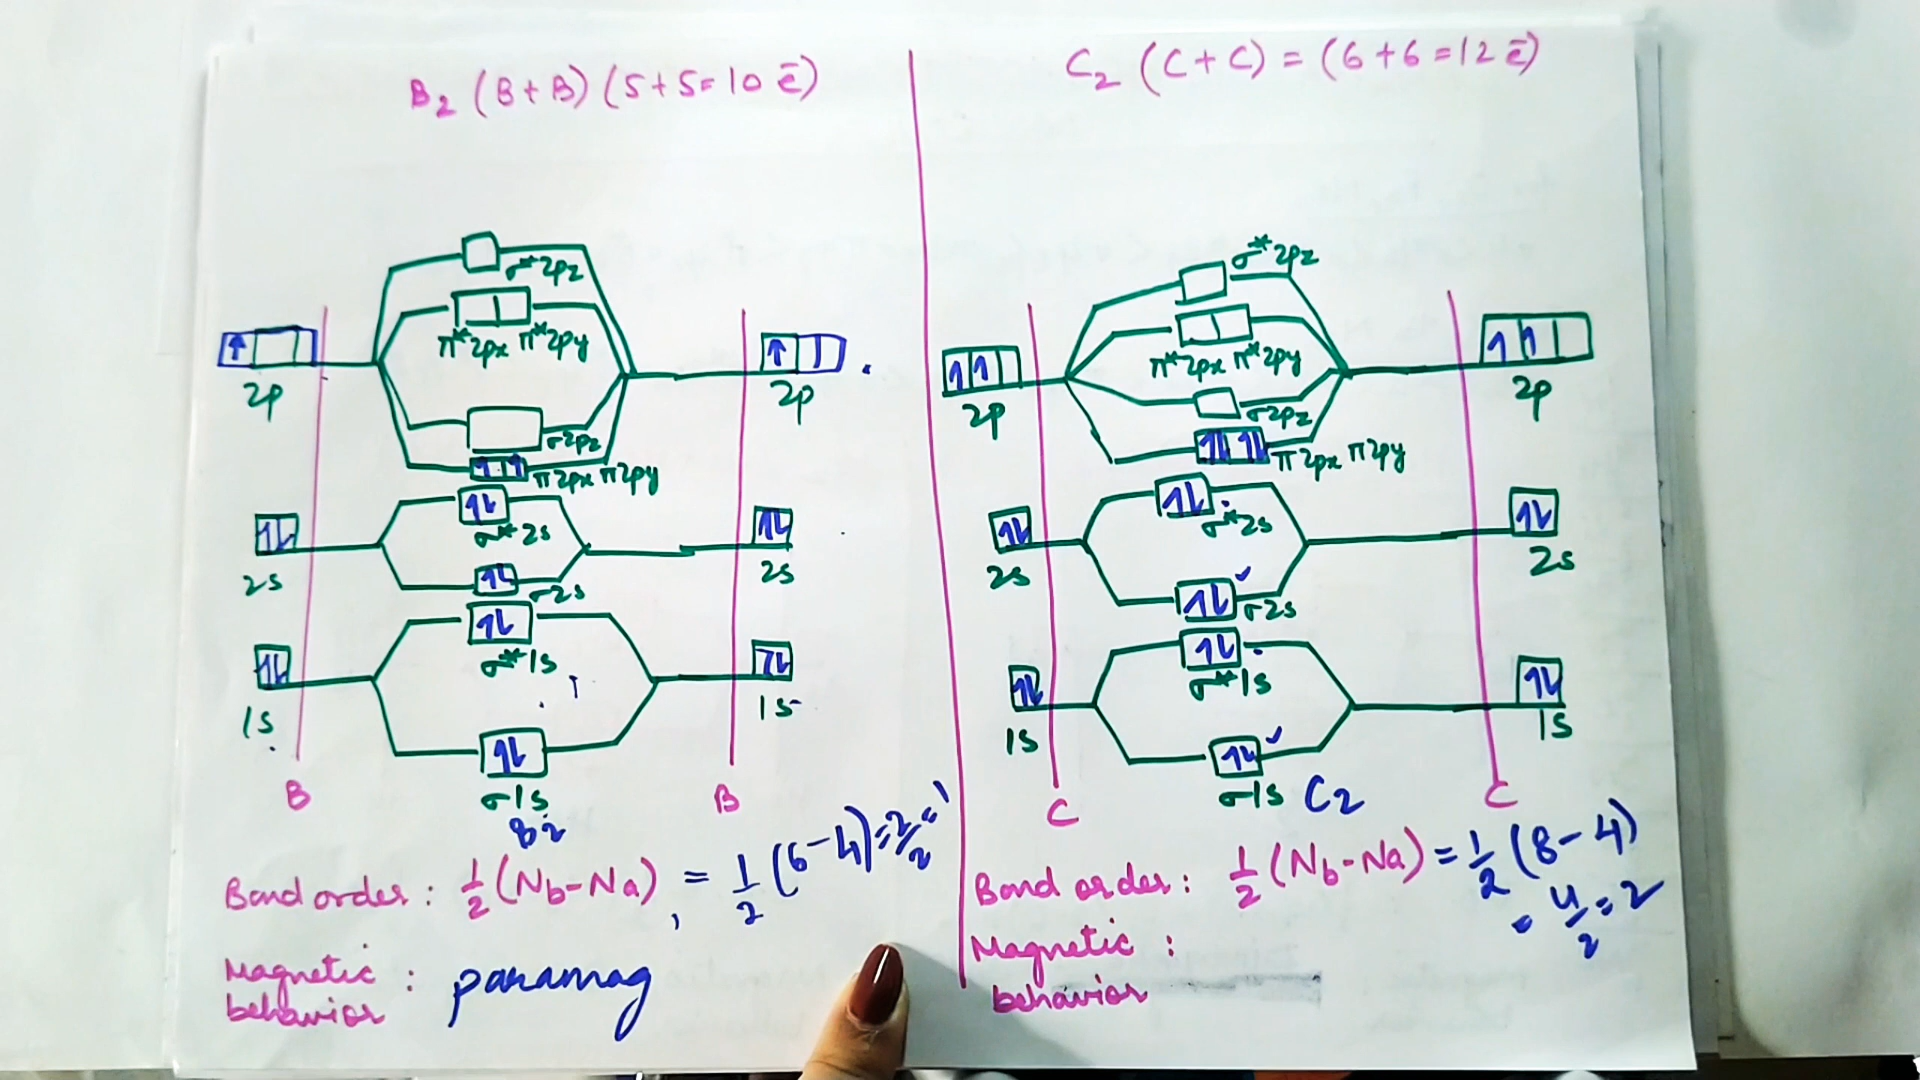 B₂ (B+B) (5+5=10 ē)
σ*2pz
π*2px π*2py
2p
2p
σ2pz
π2px π2py
σ*2s
2s
2s
σ2s
σ*1s
1s
1s
σ1s
B
B
B₂
Bond order : 1/2 (Nb-Na) = 1/2 (6-4) = 2/2 = 1
Magnetic behavior : paramag
C₂ (C+C) = (6+6=12 ē)
σ*2pz
π*2px π*2py
2p
2p
σ2pz
π2px π2py
σ*2s
2s
2s
σ2s
σ*1s
1s
1s
σ1s
C₂
C
C
Bond order : 1/2 (Nb-Na) = 1/2 (8-4)
= 4/2 = 2
Magnetic :
behavior